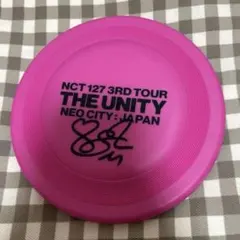 NCT 127 3RD TOUR
THE UNITY
NEO CITY : JAPAN